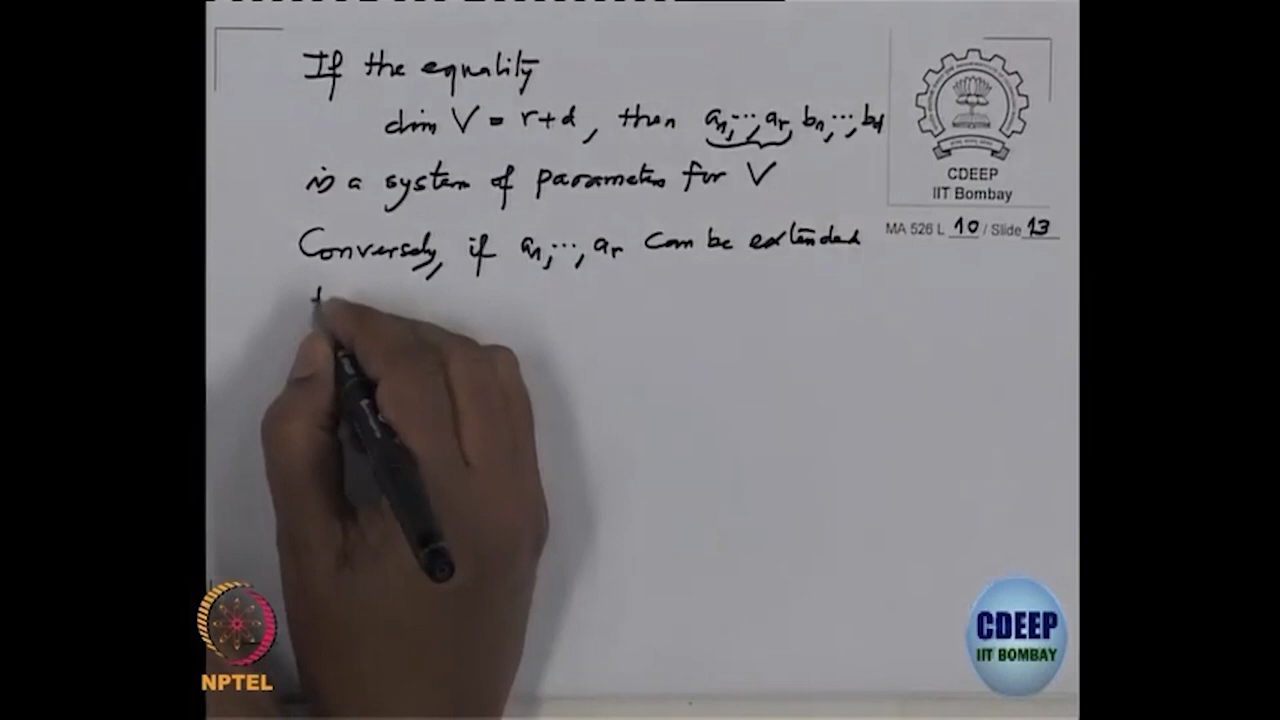 If the equality
dim V = r+d, then a₁,⋯,aᵣ, b₁,⋯,b_d
is a system of parameters for V
Conversely, if a₁,⋯,aᵣ can be extended
CDEEP
IIT Bombay
MA 526 L 10 / Slide 13
NPTEL
CDEEP
IIT BOMBAY